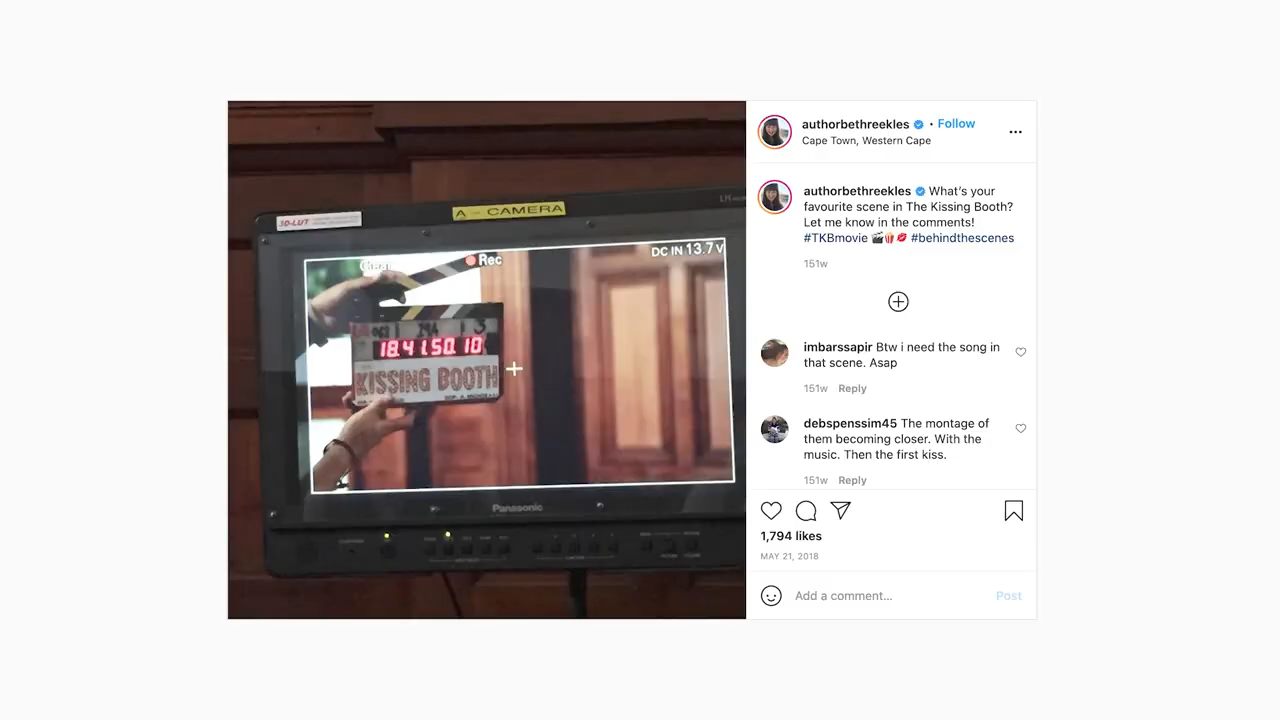 3D-LUT
A - CAMERA
Rec
DC IN 13.7 V
18.41.50.10
KISSING BOOTH
Panasonic
authorbethreekles • Follow
Cape Town, Western Cape
authorbethreekles What's your
favourite scene in The Kissing Booth?
Let me know in the comments!
#TKBmovie 🎬🍿💋 #behindthescenes
151w
imbarssapir Btw i need the song in
that scene. Asap
151w Reply
debspenssim45 The montage of
them becoming closer. With the
music. Then the first kiss.
151w Reply
1,794 likes
MAY 21, 2018
Add a comment...
Post